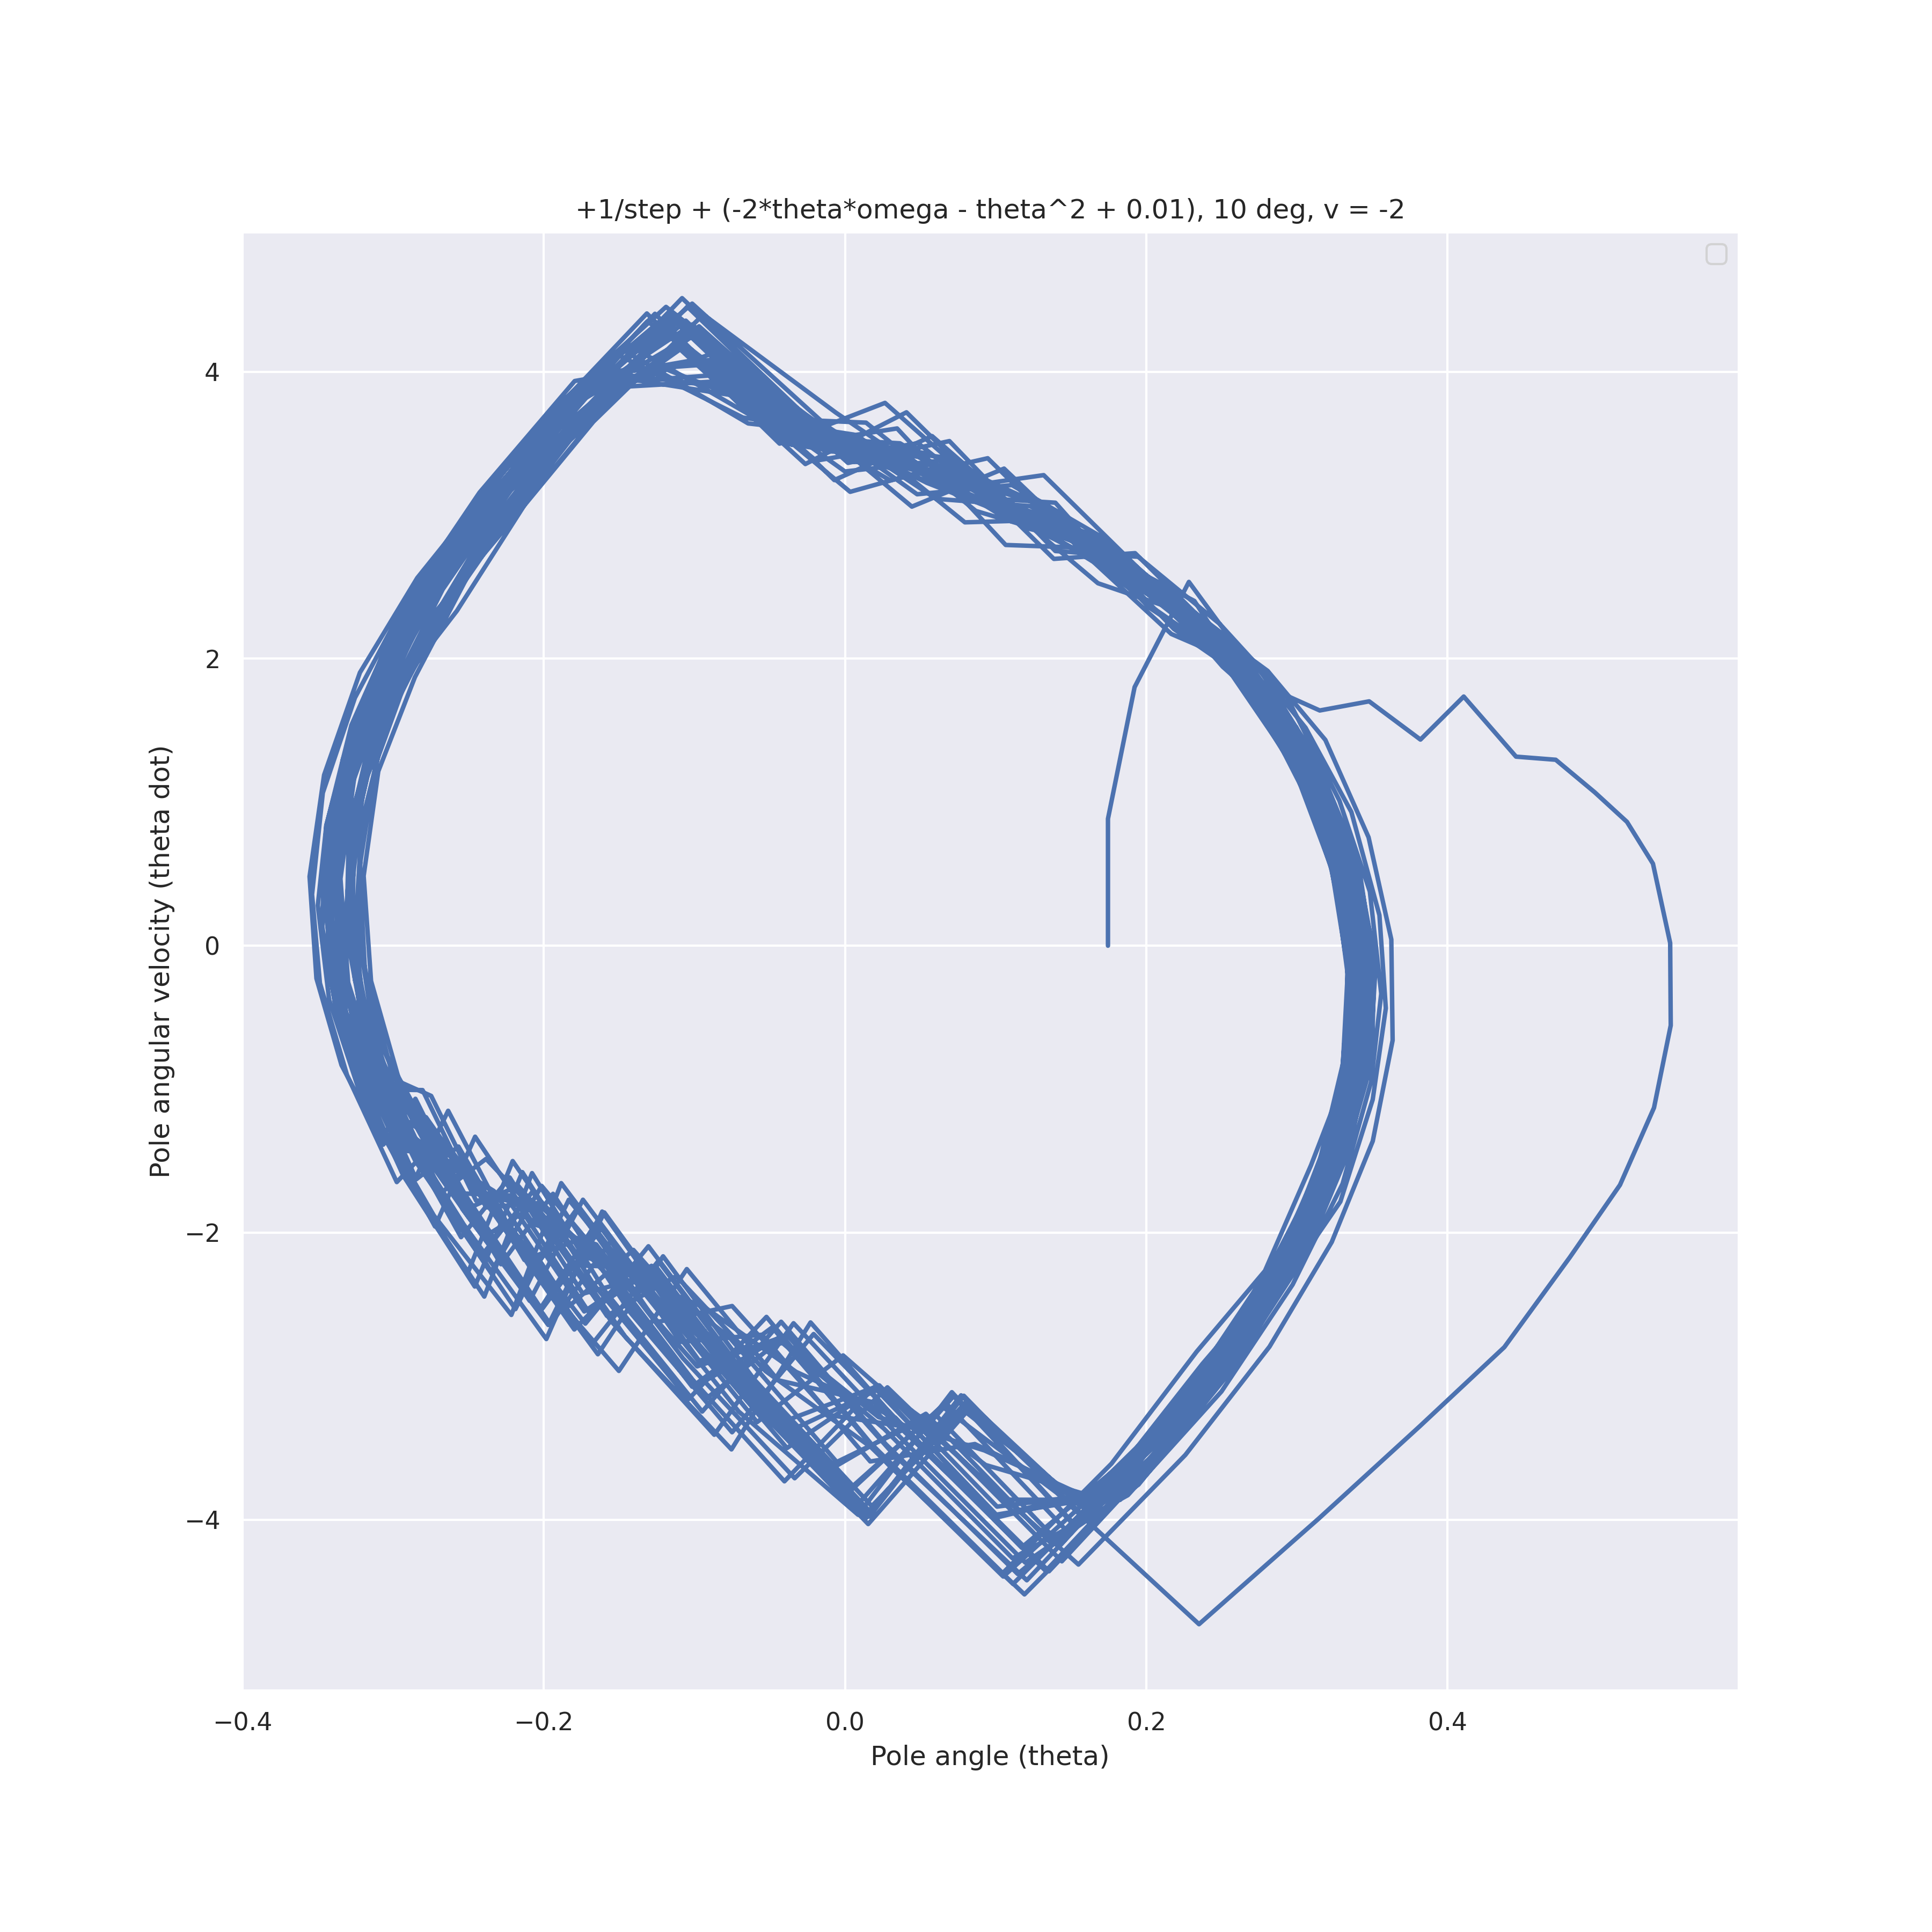 +1/step + (-2*theta*omega - theta^2 + 0.01), 10 deg, v = -2
4
2
0
−2
−4
Pole angular velocity (theta dot)
−0.4 −0.2 0.0 0.2 0.4
Pole angle (theta)